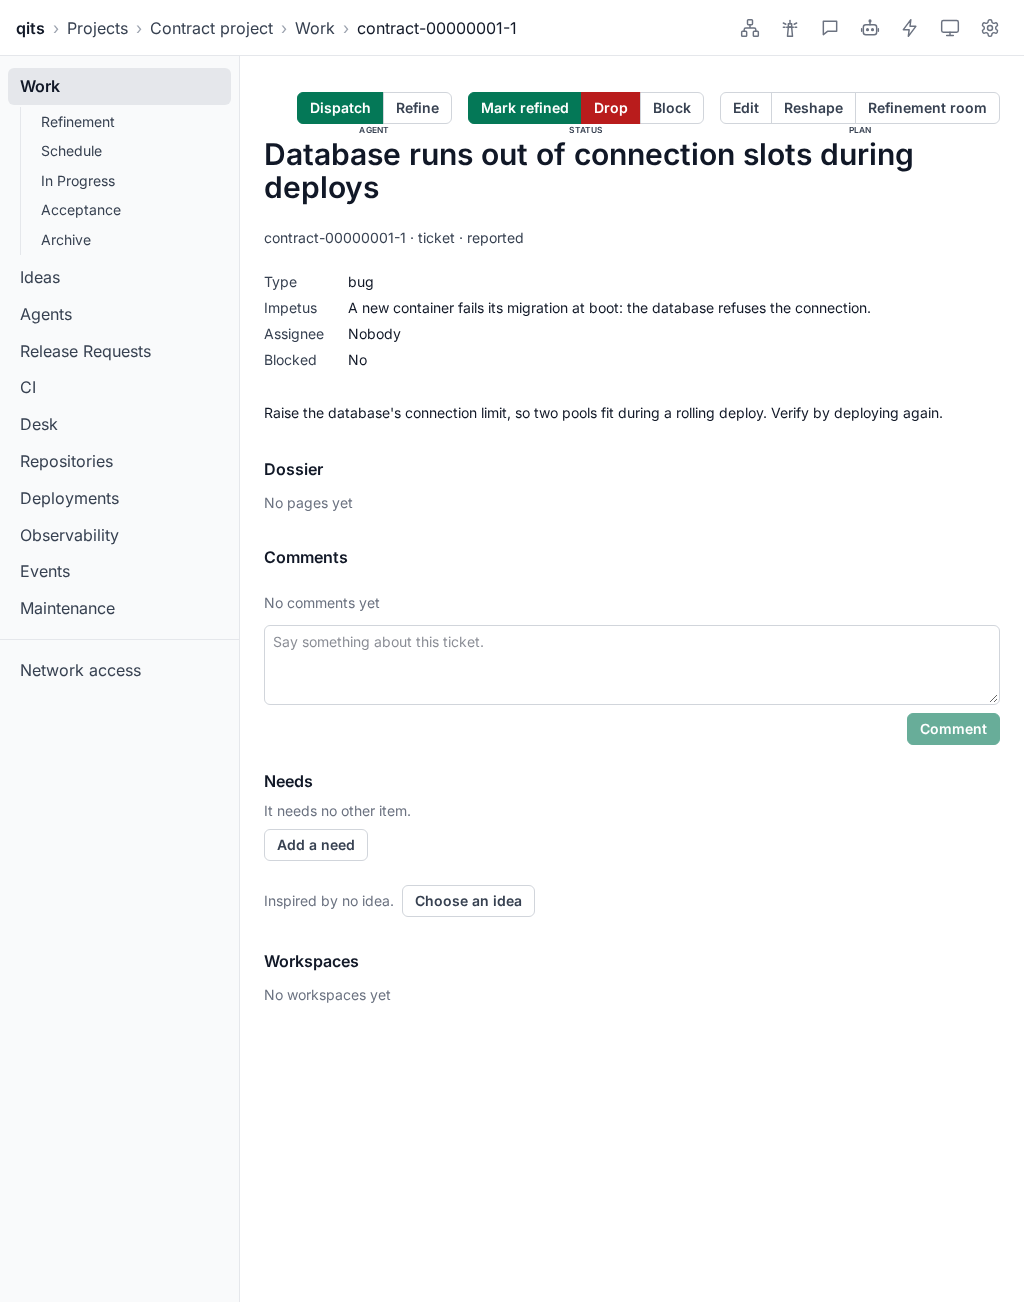 qits › Projects › Contract project › Work › contract-00000001-1
Work
Refinement
Schedule
In Progress
Acceptance
Archive
Ideas
Agents
Release Requests
CI
Desk
Repositories
Deployments
Observability
Events
Maintenance
Network access
Dispatch Refine
AGENT
Mark refined Drop Block
STATUS
Edit Reshape Refinement room
PLAN
Database runs out of connection slots during
deploys
contract-00000001-1 · ticket · reported
Type bug
Impetus A new container fails its migration at boot: the database refuses the connection.
Assignee Nobody
Blocked No
Raise the database's connection limit, so two pools fit during a rolling deploy. Verify by deploying again.
Dossier
No pages yet
Comments
No comments yet
Say something about this ticket.
Comment
Needs
It needs no other item.
Add a need
Inspired by no idea. Choose an idea
Workspaces
No workspaces yet